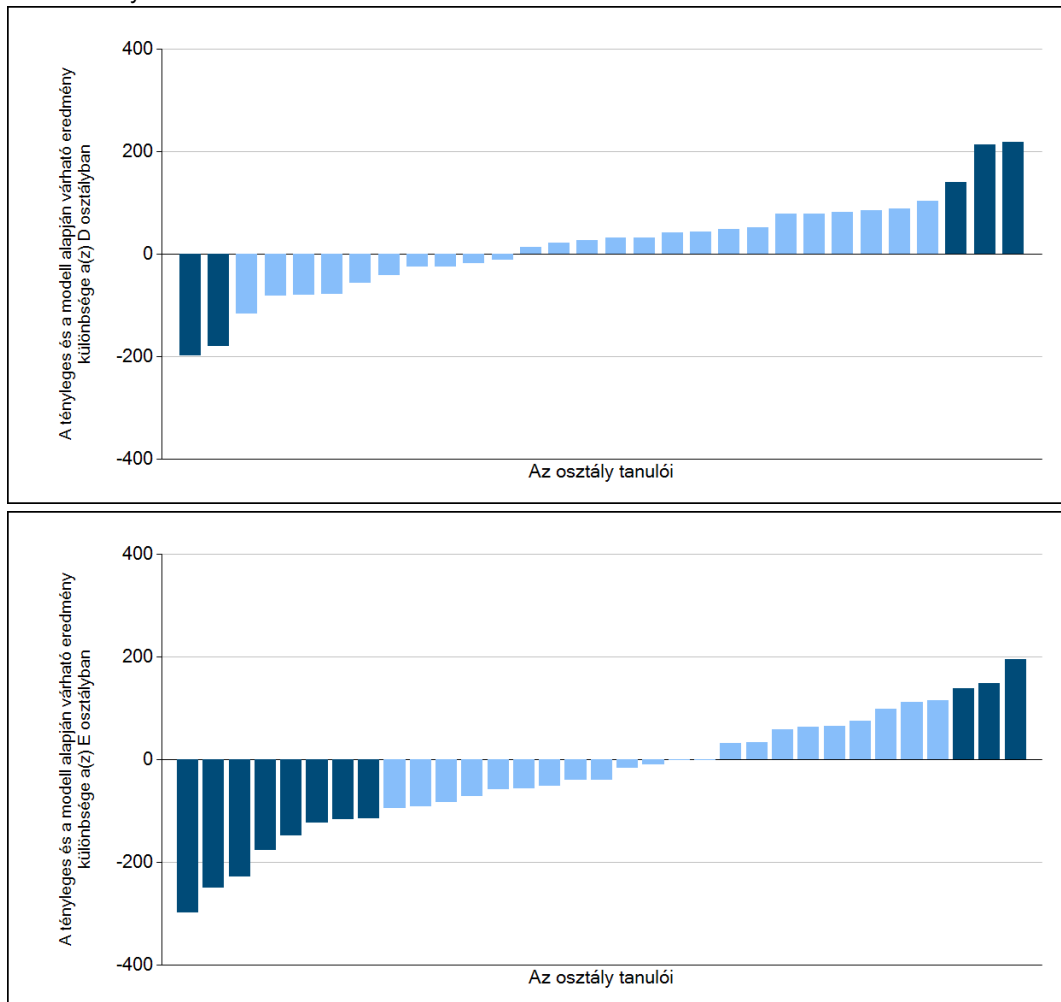 400
200
0
-200
-400
A tényleges és a modell alapján várható eredmény
különbsége a(z) D osztályban
Az osztály tanulói
400
200
0
-200
-400
A tényleges és a modell alapján várható eredmény
különbsége a(z) E osztályban
Az osztály tanulói